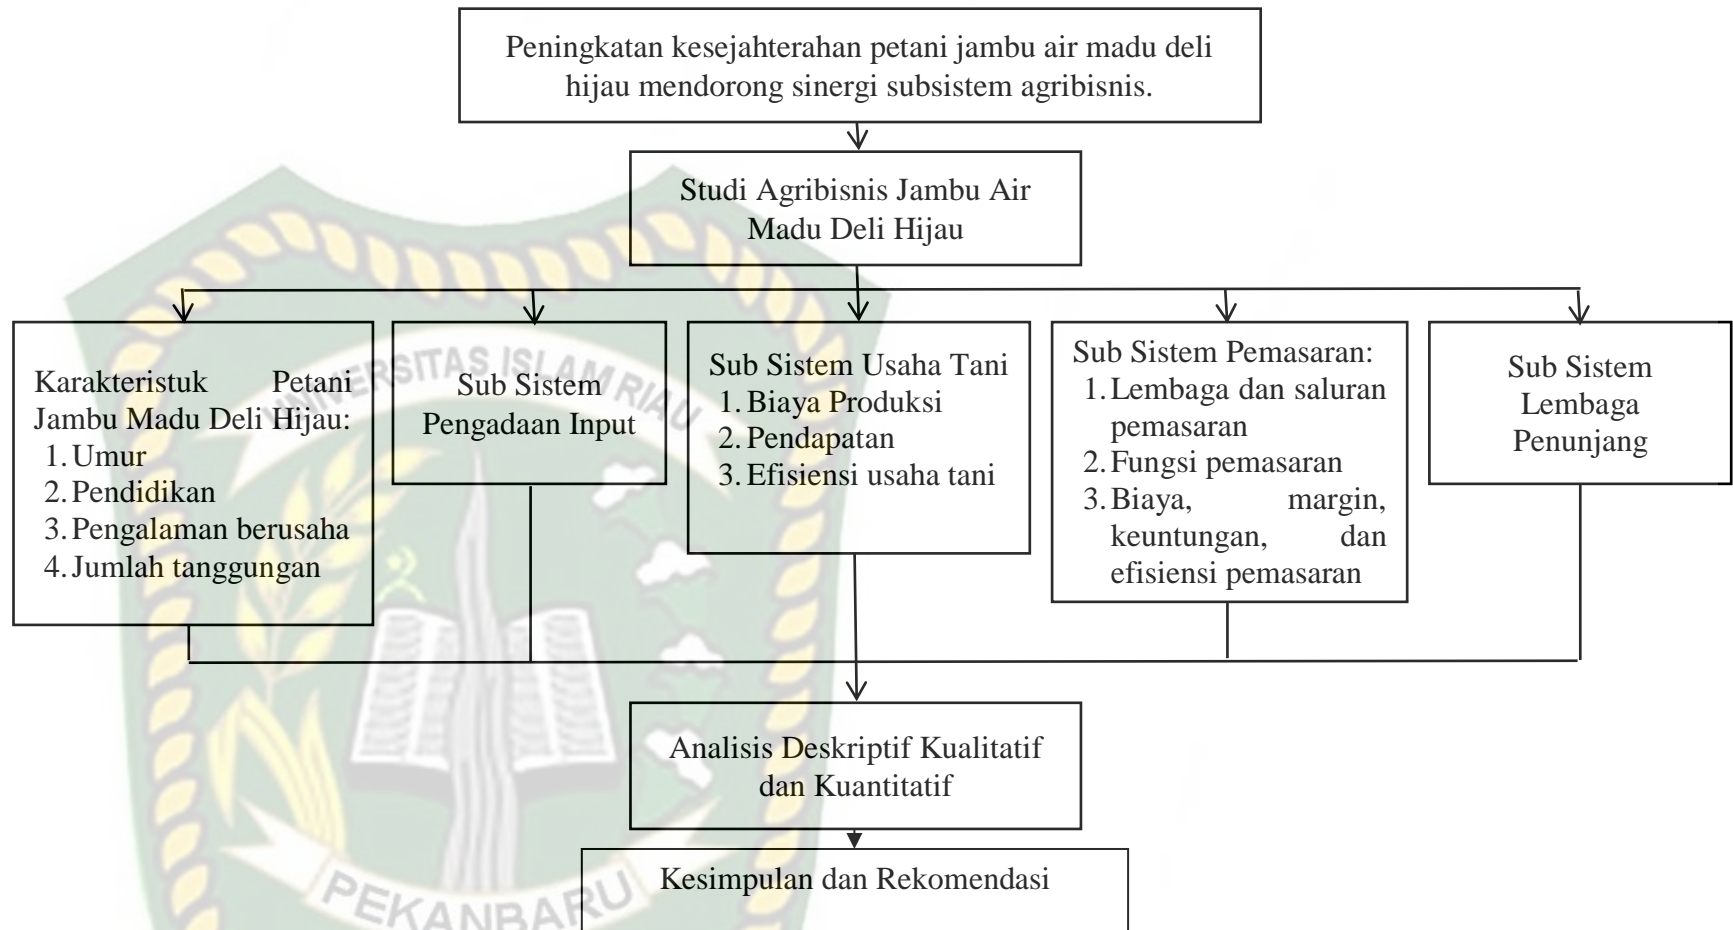 Peningkatan kesejahterahan petani jambu air madu deli
hijau mendorong sinergi subsistem agribisnis.
Studi Agribisnis Jambu Air
Madu Deli Hijau
Karakteristuk Petani
Jambu Madu Deli Hijau:
1. Umur
2. Pendidikan
3. Pengalaman berusaha
4. Jumlah tanggungan
Sub Sistem
Pengadaan Input
Sub Sistem Usaha Tani
1. Biaya Produksi
2. Pendapatan
3. Efisiensi usaha tani
Sub Sistem Pemasaran:
1. Lembaga dan saluran
pemasaran
2. Fungsi pemasaran
3. Biaya, margin,
keuntungan, dan
efisiensi pemasaran
Sub Sistem
Lembaga
Penunjang
Analisis Deskriptif Kualitatif
dan Kuantitatif
Kesimpulan dan Rekomendasi
UNIVERSITAS ISLAM RIAU
PEKANBARU